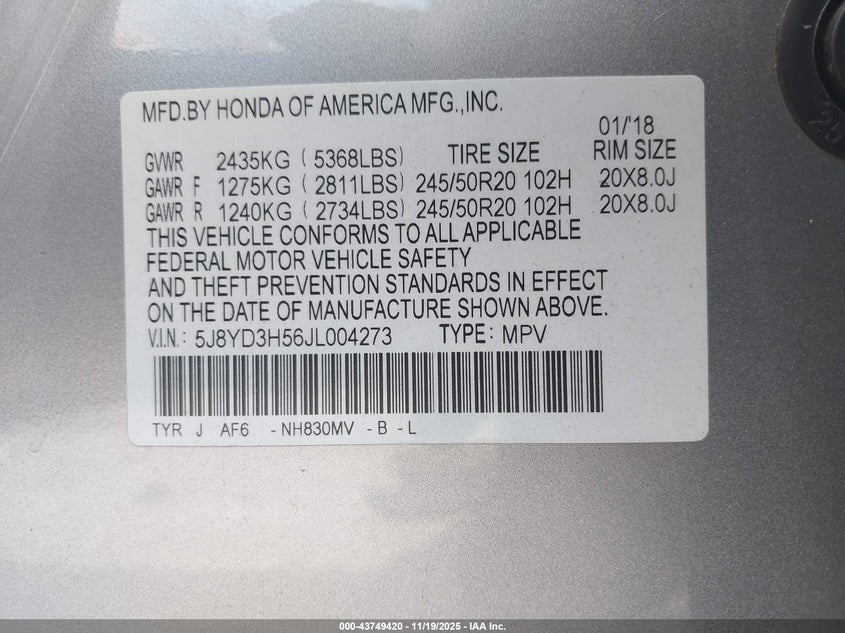 MFD.BY HONDA OF AMERICA MFG.,INC.
01/'18
GVWR 2435KG ( 5368LBS) TIRE SIZE RIM SIZE
GAWR F 1275KG ( 2811LBS) 245/50R20 102H 20X8.0J
GAWR R 1240KG ( 2734LBS) 245/50R20 102H 20X8.0J
THIS VEHICLE CONFORMS TO ALL APPLICABLE
FEDERAL MOTOR VEHICLE SAFETY
AND THEFT PREVENTION STANDARDS IN EFFECT
ON THE DATE OF MANUFACTURE SHOWN ABOVE.
V.I.N.: 5J8YD3H56JL004273 TYPE: MPV
TYR J AF6 -NH830MV -B -L
000-43749420 - 11/19/2025 - IAA Inc.